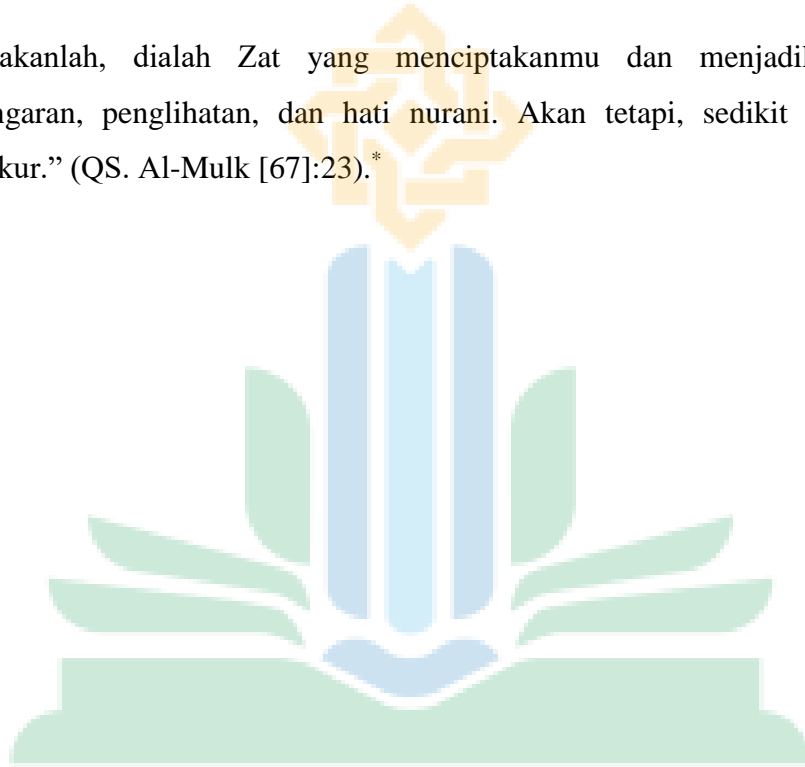 akanlah, dialah Zat yang menciptakanmu dan menjadil
ngaran, penglihatan, dan hati nurani. Akan tetapi, sedikit
kur.” (QS. Al-Mulk [67]:23).*